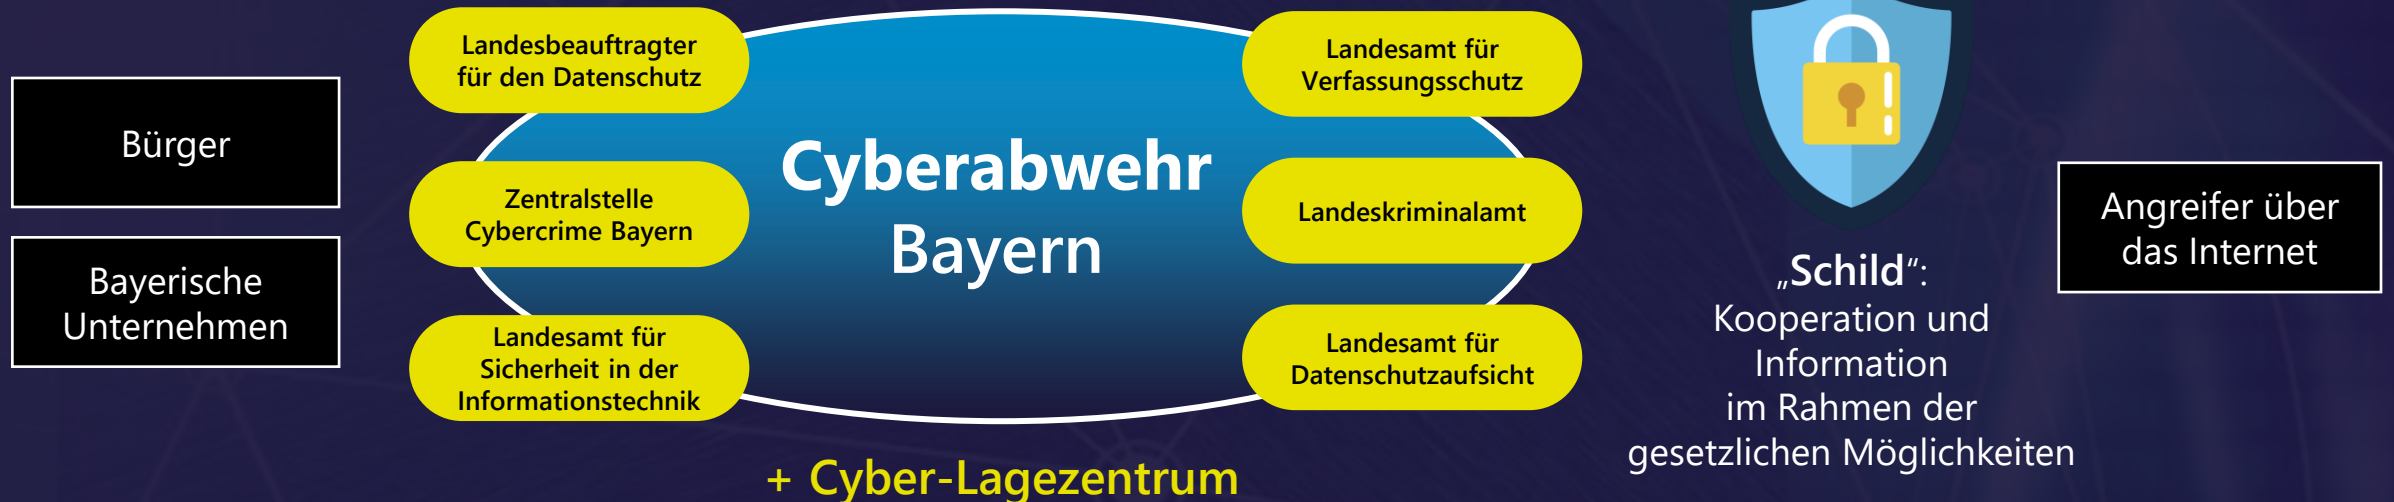 Bürger
Bayerische
Unternehmen
Landesbeauftragter
für den Datenschutz
Zentralstelle
Cybercrime Bayern
Landesamt für
Sicherheit in der
Informationstechnik
Cyberabwehr
Bayern
Landesamt für
Verfassungsschutz
Landeskriminalamt
Landesamt für
Datenschutzaufsicht
+ Cyber-Lagezentrum
„Schild“:
Kooperation und
Information
im Rahmen der
gesetzlichen Möglichkeiten
Angreifer über
das Internet